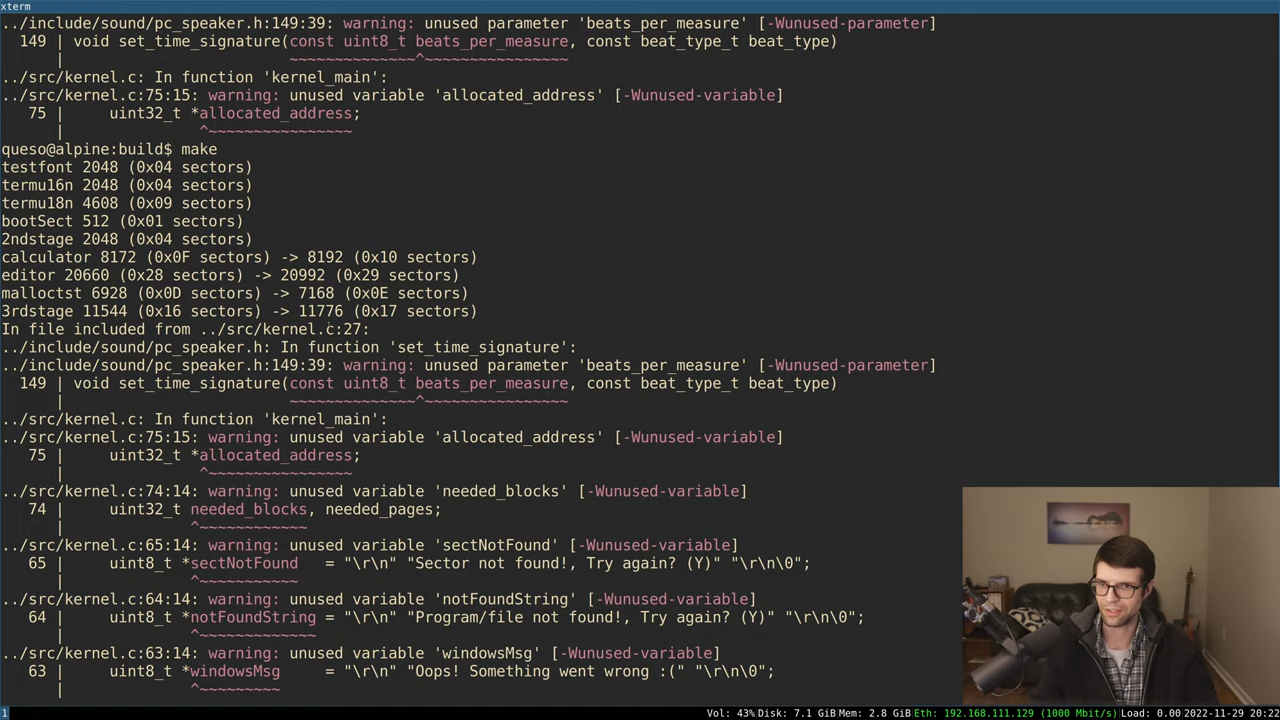 xterm
../include/sound/pc_speaker.h:149:39: warning: unused parameter 'beats_per_measure' [-Wunused-parameter]
149 | void set_time_signature(const uint8_t beats_per_measure, const beat_type_t beat_type)
| ~~~~~~~~~~~~~~^~~~~~~~~~~~~~~~~
../src/kernel.c: In function 'kernel_main':
../src/kernel.c:75:15: warning: unused variable 'allocated_address' [-Wunused-variable]
75 | uint32_t *allocated_address;
| ^~~~~~~~~~~~~~~~~
queso@alpine:build$ make
testfont 2048 (0x04 sectors)
termu16n 2048 (0x04 sectors)
termu18n 4608 (0x09 sectors)
bootSect 512 (0x01 sectors)
2ndstage 2048 (0x04 sectors)
calculator 8172 (0x0F sectors) -> 8192 (0x10 sectors)
editor 20660 (0x28 sectors) -> 20992 (0x29 sectors)
malloctst 6928 (0x0D sectors) -> 7168 (0x0E sectors)
3rdstage 11544 (0x16 sectors) -> 11776 (0x17 sectors)
In file included from ../src/kernel.c:27:
../include/sound/pc_speaker.h: In function 'set_time_signature':
../include/sound/pc_speaker.h:149:39: warning: unused parameter 'beats_per_measure' [-Wunused-parameter]
149 | void set_time_signature(const uint8_t beats_per_measure, const beat_type_t beat_type)
| ~~~~~~~~~~~~~~^~~~~~~~~~~~~~~~~
../src/kernel.c: In function 'kernel_main':
../src/kernel.c:75:15: warning: unused variable 'allocated_address' [-Wunused-variable]
75 | uint32_t *allocated_address;
| ^~~~~~~~~~~~~~~~~
../src/kernel.c:74:14: warning: unused variable 'needed_blocks' [-Wunused-variable]
74 | uint32_t needed_blocks, needed_pages;
| ^~~~~~~~~~~~~
../src/kernel.c:65:14: warning: unused variable 'sectNotFound' [-Wunused-variable]
65 | uint8_t *sectNotFound = "\r\n" "Sector not found!, Try again? (Y)" "\r\n\0";
| ^~~~~~~~~~~~
../src/kernel.c:64:14: warning: unused variable 'notFoundString' [-Wunused-variable]
64 | uint8_t *notFoundString = "\r\n" "Program/file not found!, Try again? (Y)" "\r\n\0";
| ^~~~~~~~~~~~~~
../src/kernel.c:63:14: warning: unused variable 'windowsMsg' [-Wunused-variable]
63 | uint8_t *windowsMsg = "\r\n" "Oops! Something went wrong :(" "\r\n\0";
| ^~~~~~~~~~
1 Vol: 43% Disk: 7.1 GiB Mem: 2.8 GiB Eth: 192.168.111.129 (1000 Mbit/s) Load: 0.00 2022-11-29 20:22